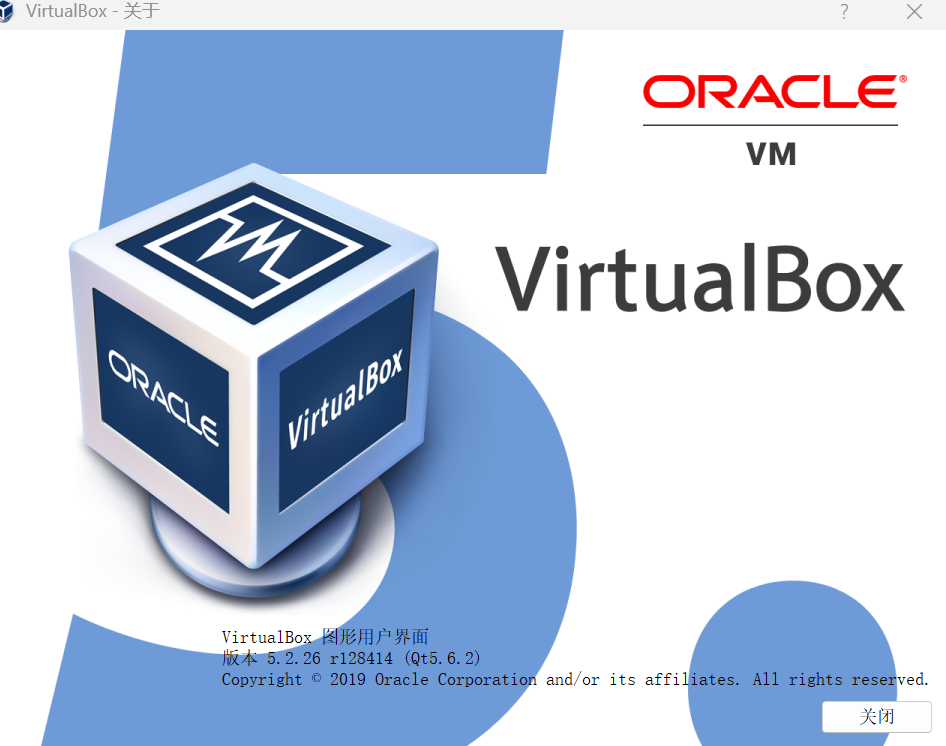 VirtualBox - 关于
ORACLE®
VM
VirtualBox
ORACLE
VirtualBox
VirtualBox 图形用户界面
版本 5.2.26 r128414 (Qt5.6.2)
Copyright © 2019 Oracle Corporation and/or its affiliates. All rights reserved.
关闭